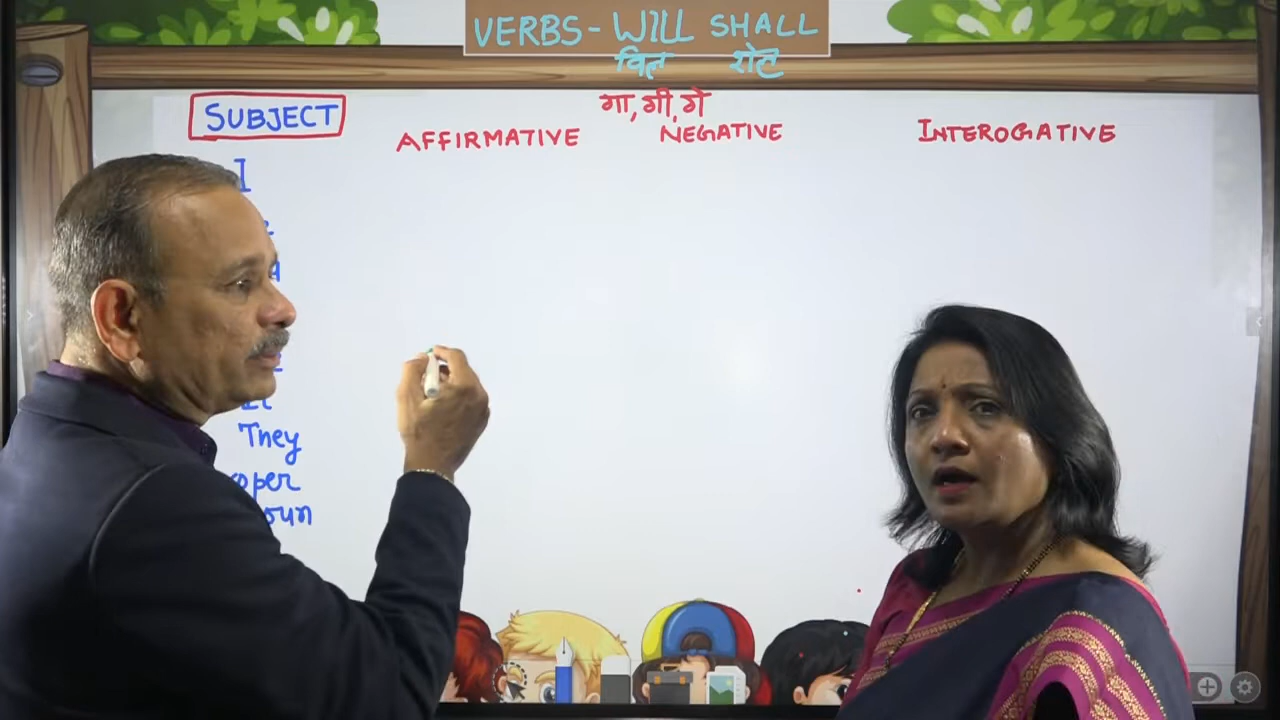 VERBS - WILL SHALL
विल शेल
गा, गी, गे
SUBJECT
AFFIRMATIVE NEGATIVE INTEROGATIVE
I
They